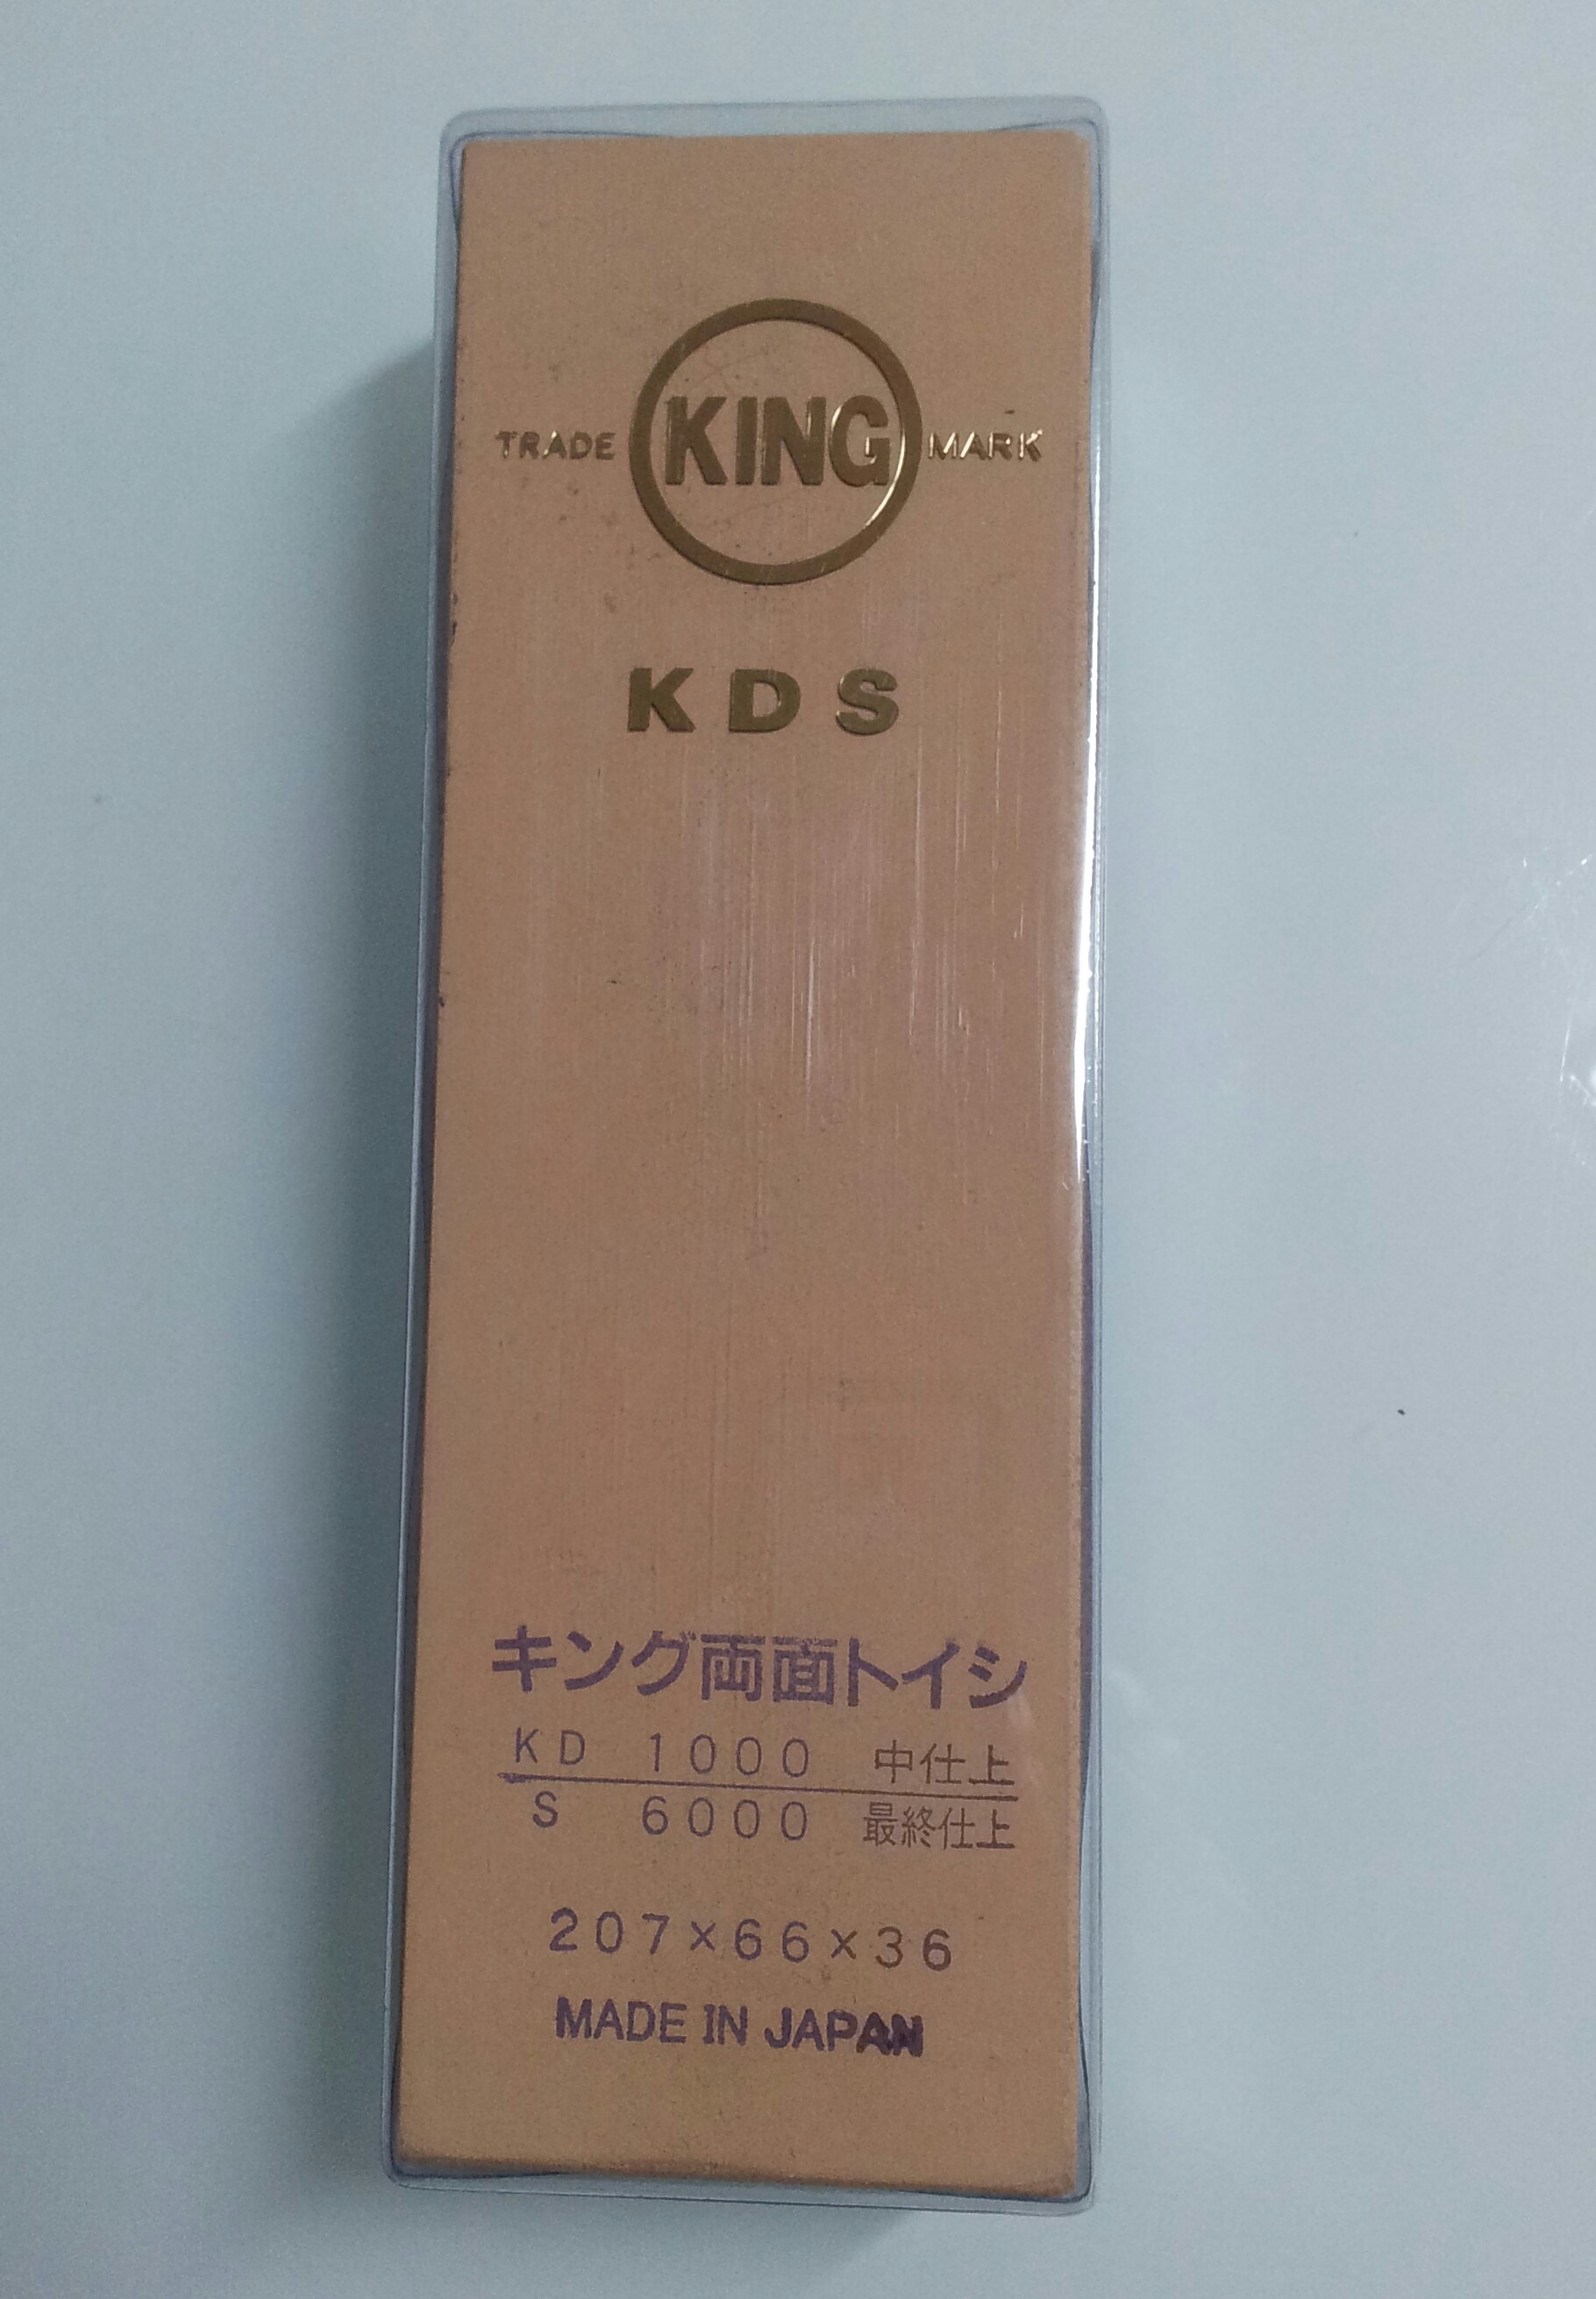 TRADE KING MARK
KDS
キング両面トイシ
KD 1000 中仕上
S 6000 最終仕上
207×66×36
MADE IN JAPAN